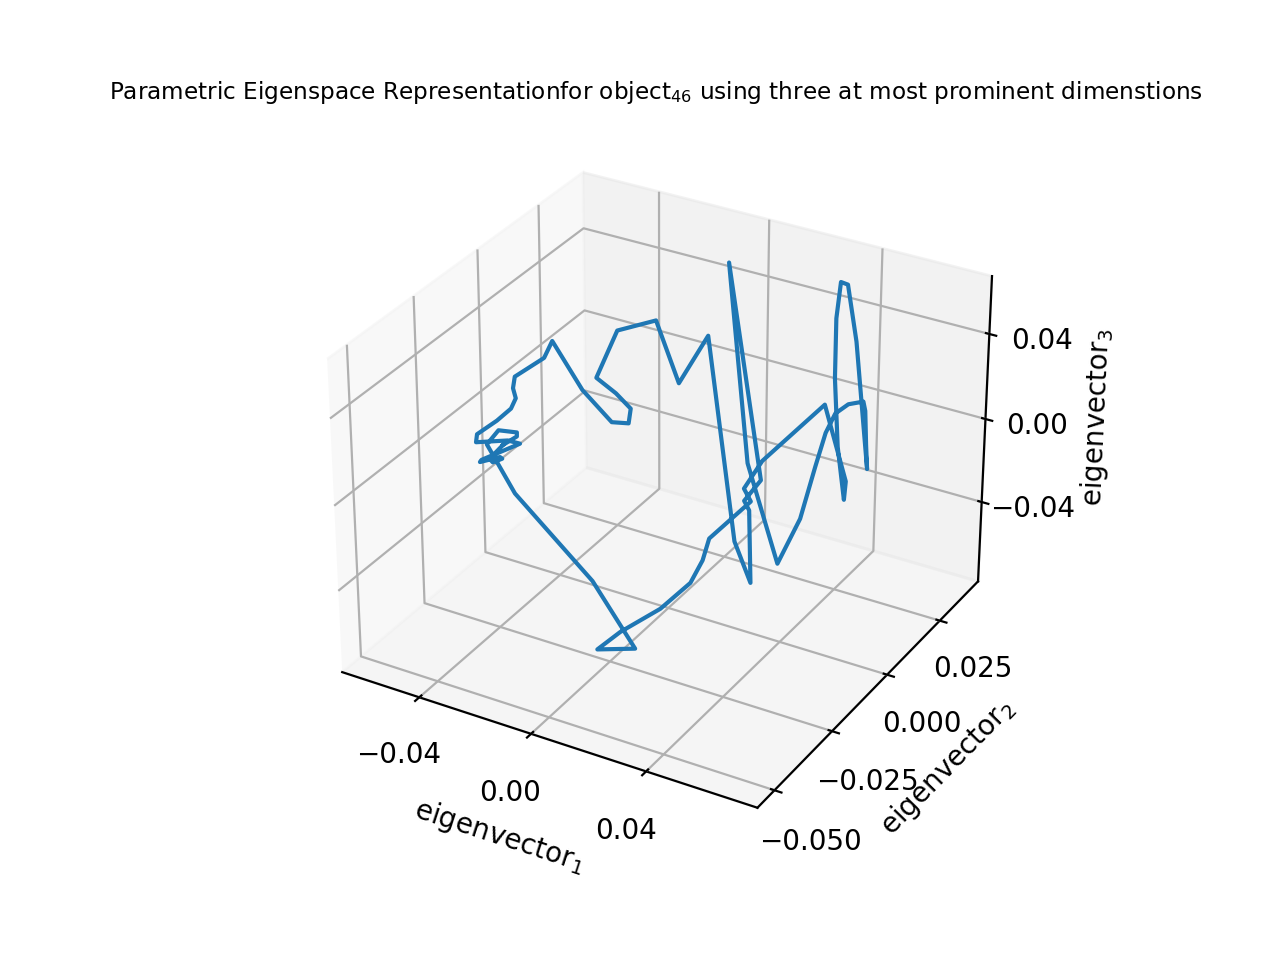 Parametric Eigenspace Representationfor object₄₆ using three at most prominent dimenstions
0.04
0.00
−0.04
eigenvector₃
0.025
0.000
−0.025
−0.050
eigenvector₂
−0.04
0.00
0.04
eigenvector₁